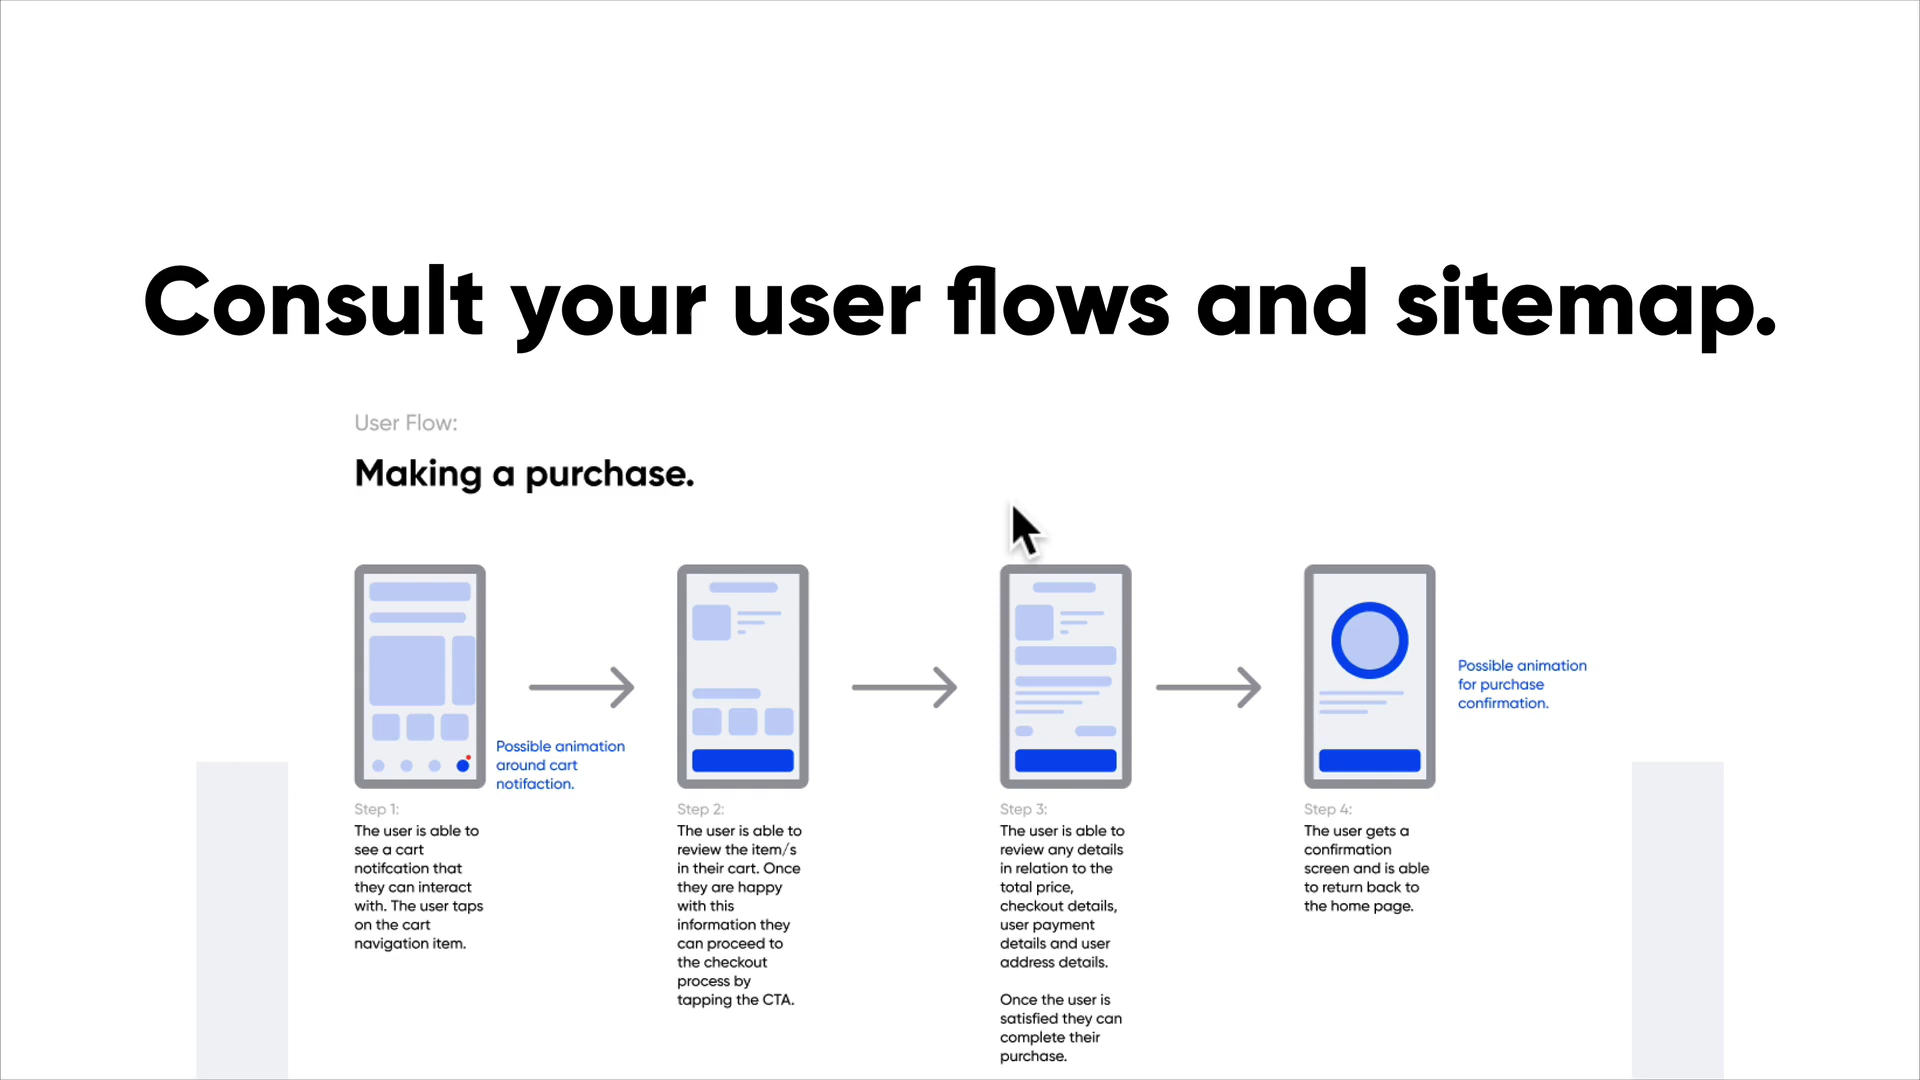 Consult your user flows and sitemap.
User Flow:
Making a purchase.
Possible animation
around cart
notifaction.
Possible animation
for purchase
confirmation.
Step 1:
The user is able to
see a cart
notifcation that
they can interact
with. The user taps
on the cart
navigation item.
Step 2:
The user is able to
review the item/s
in their cart. Once
they are happy
with this
information they
can proceed to
the checkout
process by
tapping the CTA.
Step 3:
The user is able to
review any details
in relation to the
total price,
checkout details,
user payment
details and user
address details.
Once the user is
satisfied they can
complete their
purchase.
Step 4:
The user gets a
confirmation
screen and is able
to return back to
the home page.